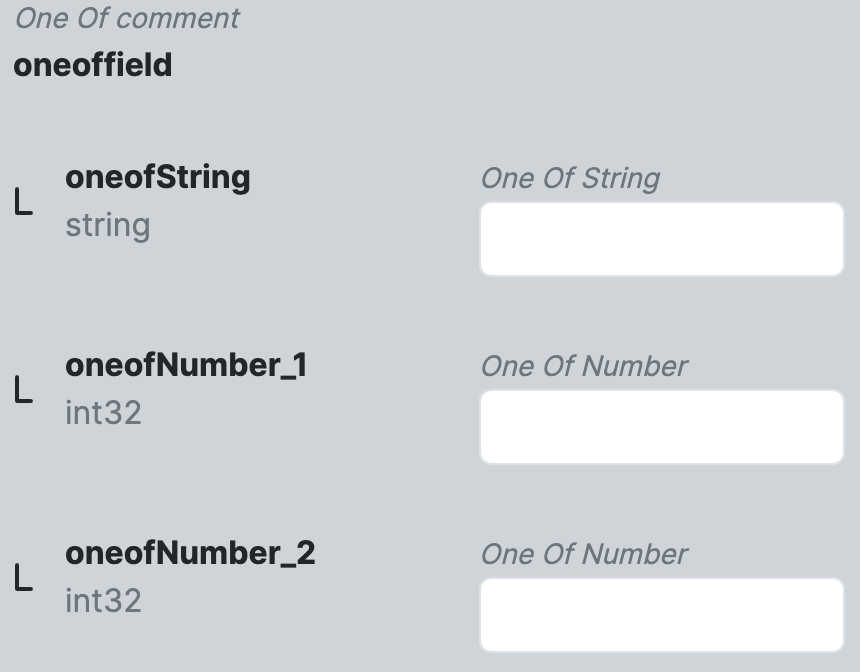 One Of comment
oneoffield
oneofString
One Of String
string
oneofNumber_1
One Of Number
int32
oneofNumber_2
One Of Number
int32